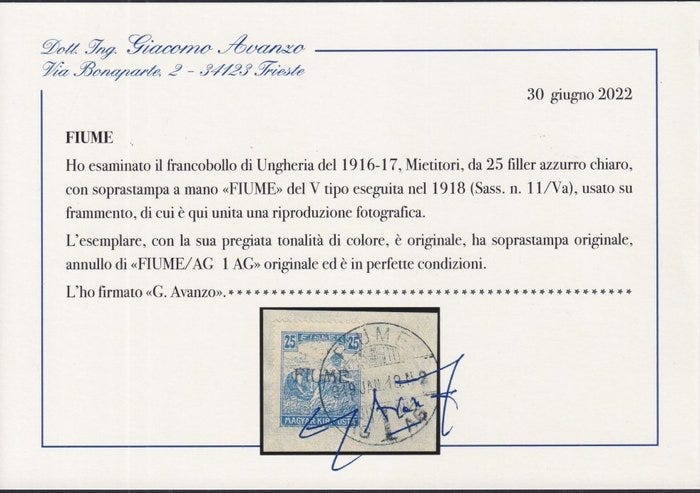 Dott. Ing. Giacomo Avanzo
Via Bonaparte, 2 - 34123 Trieste
30 giugno 2022
FIUME
Ho esaminato il francobollo di Ungheria del 1916-17, Mietitori, da 25 filler azzurro chiaro,
con soprastampa a mano «FIUME» del V tipo eseguita nel 1918 (Sass. n. 11/Va), usato su
frammento, di cui è qui unita una riproduzione fotografica.
L'esemplare, con la sua pregiata tonalità di colore, è originale, ha soprastampa originale,
annullo di «FIUME/AG 1 AG» originale ed è in perfette condizioni.
L'ho firmato «G. Avanzo». ***********************************************
25 FILLER 25
FIUME
FIUME
MAGYAR KIR. POSTA
1 AG